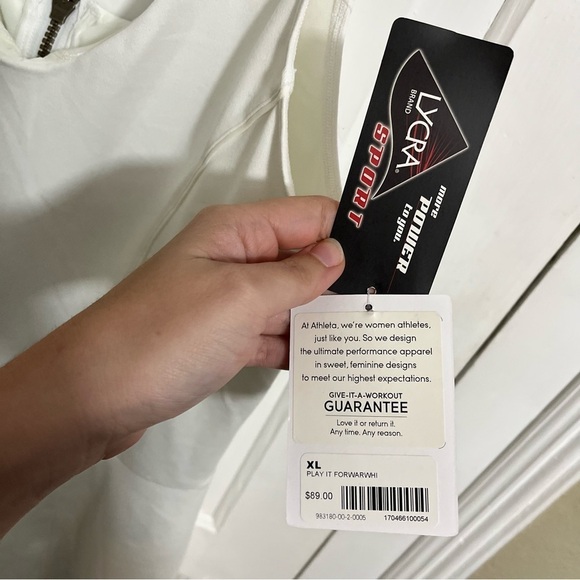 LYCRA®
BRAND
SPORT
more
POWER
to you.
At Athleta, we're women athletes,
just like you. So we design
the ultimate performance apparel
in sweet, feminine designs
to meet our highest expectations.
GIVE-IT-A-WORKOUT
GUARANTEE
Love it or return it.
Any time. Any reason.
XL
PLAY IT FORWARWHI
$89.00
983180-00-2-0005
170466100054